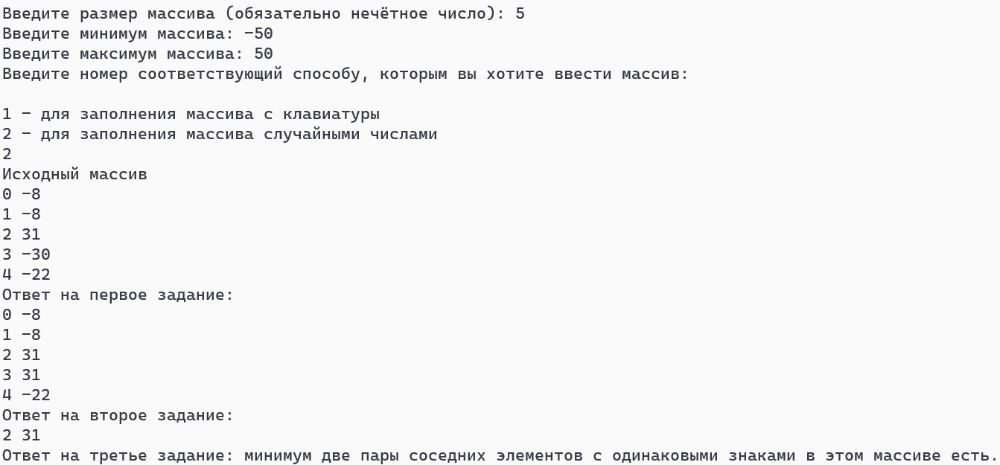 Введите размер массива (обязательно нечётное число): 5
Введите минимум массива: -50
Введите максимум массива: 50
Введите номер соответствующий способу, которым вы хотите ввести массив:
1 - для заполнения массива с клавиатуры
2 - для заполнения массива случайными числами
2
Исходный массив
0 -8
1 -8
2 31
3 -30
4 -22
Ответ на первое задание:
0 -8
1 -8
2 31
3 31
4 -22
Ответ на второе задание:
2 31
Ответ на третье задание: минимум две пары соседних элементов с одинаковыми знаками в этом массиве есть.